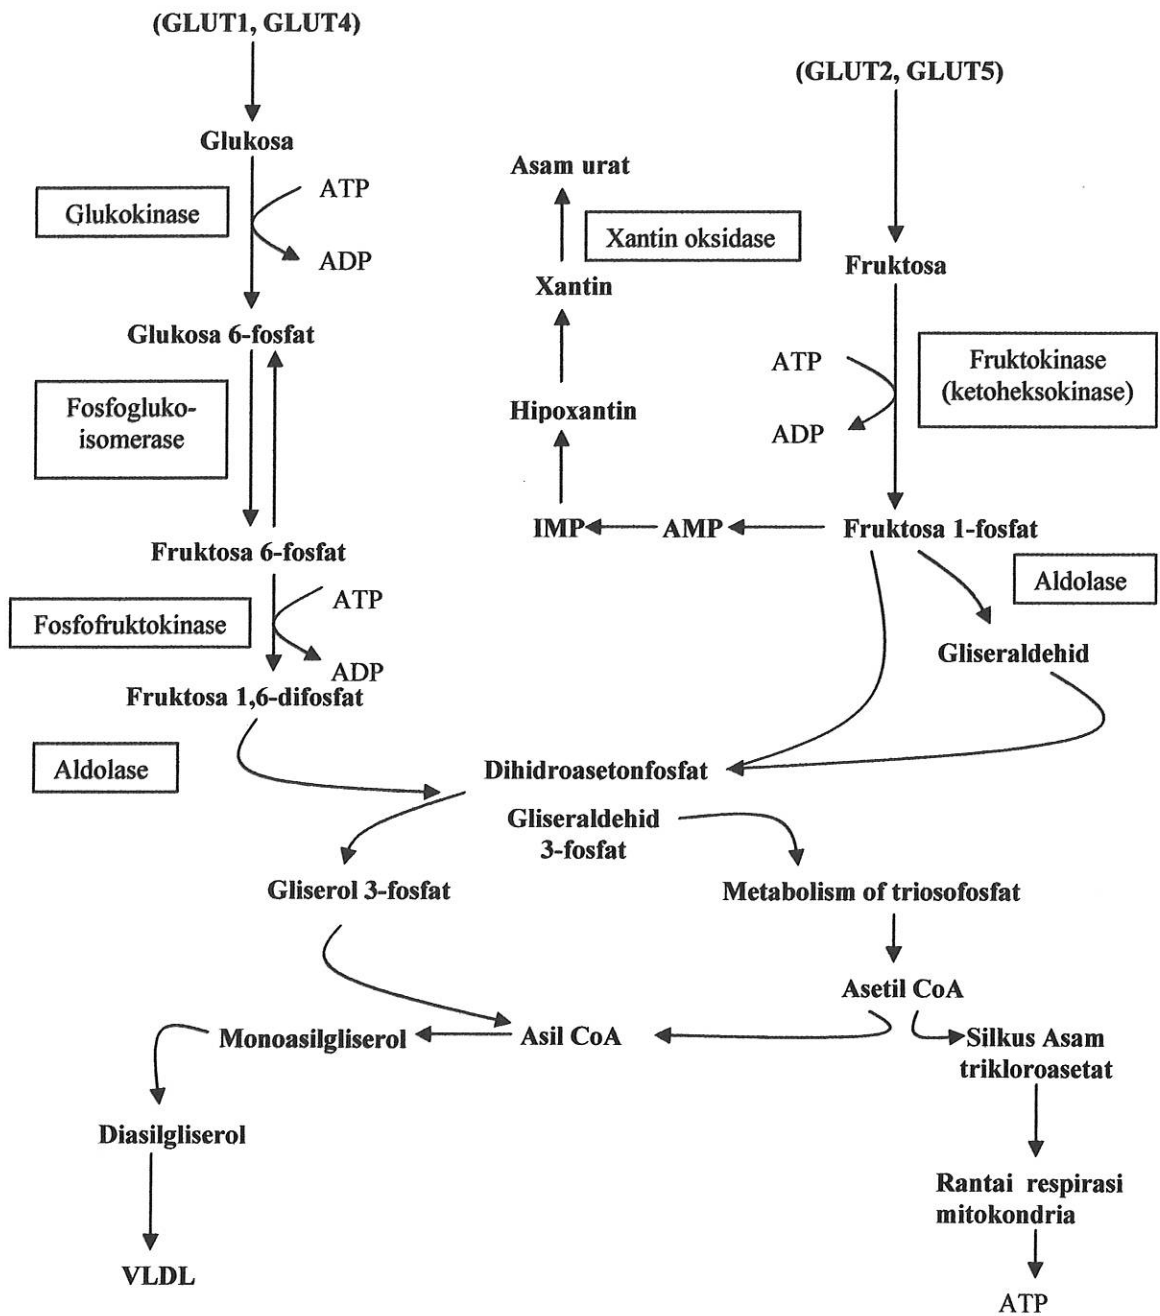 (GLUT1, GLUT4)
(GLUT2, GLUT5)
Glukosa
Asam urat
ATP
Glukokinase
Xantin oksidase
ADP
Fruktosa
Xantin
Glukosa 6-fosfat
ATP
Fruktokinase
(ketoheksokinase)
Fosfogluko-
isomerase
Hipoxantin
ADP
IMP
AMP
Fruktosa 1-fosfat
Fruktosa 6-fosfat
Aldolase
ATP
Fosfofruktokinase
Gliseraldehid
ADP
Fruktosa 1,6-difosfat
Aldolase
Dihidroasetonfosfat
Gliseraldehid
3-fosfat
Gliserol 3-fosfat
Metabolism of triosofosfat
Asetil CoA
Monoasilgliserol
Asil CoA
Silkus Asam
trikloroasetat
Diasilgliserol
Rantai respirasi
mitokondria
VLDL
ATP